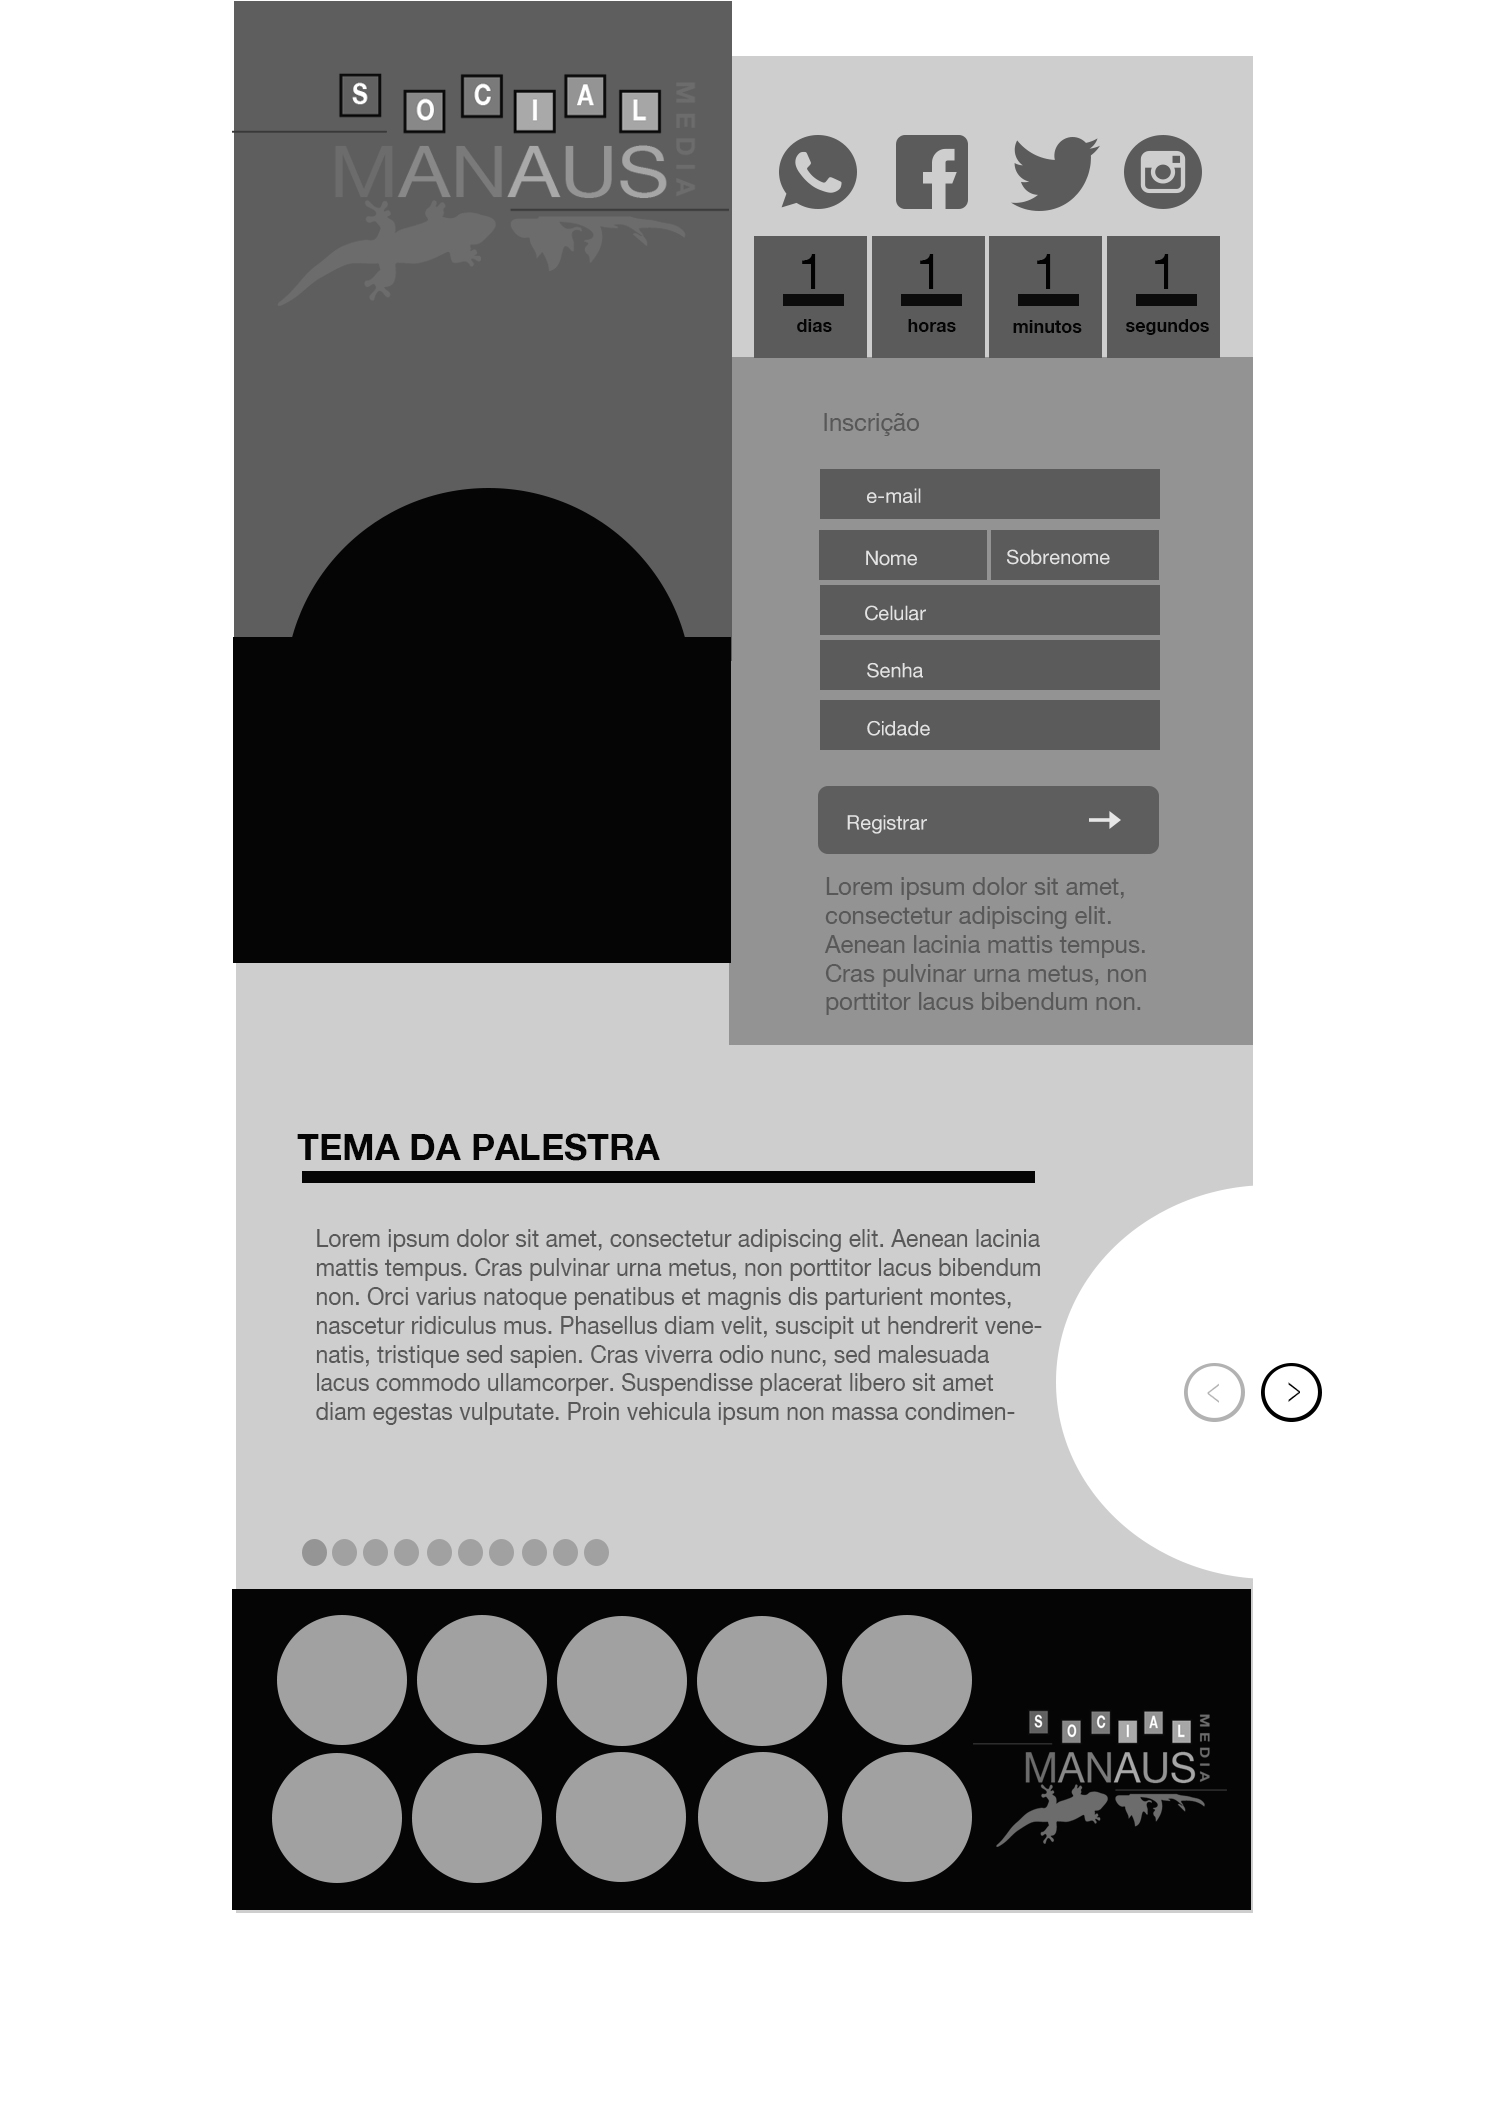 SOCIAL
MEDIA
MANAUS
1 1 1 1
dias horas minutos segundos
Inscrição
e-mail
Nome Sobrenome
Celular
Senha
Cidade
Registrar
Lorem ipsum dolor sit amet,
consectetur adipiscing elit.
Aenean lacinia mattis tempus.
Cras pulvinar urna metus, non
porttitor lacus bibendum non.
TEMA DA PALESTRA
Lorem ipsum dolor sit amet, consectetur adipiscing elit. Aenean lacinia
mattis tempus. Cras pulvinar urna metus, non porttitor lacus bibendum
non. Orci varius natoque penatibus et magnis dis parturient montes,
nascetur ridiculus mus. Phasellus diam velit, suscipit ut hendrerit vene-
natis, tristique sed sapien. Cras viverra odio nunc, sed malesuada
lacus commodo ullamcorper. Suspendisse placerat libero sit amet
diam egestas vulputate. Proin vehicula ipsum non massa condimen-
SOCIAL
MEDIA
MANAUS